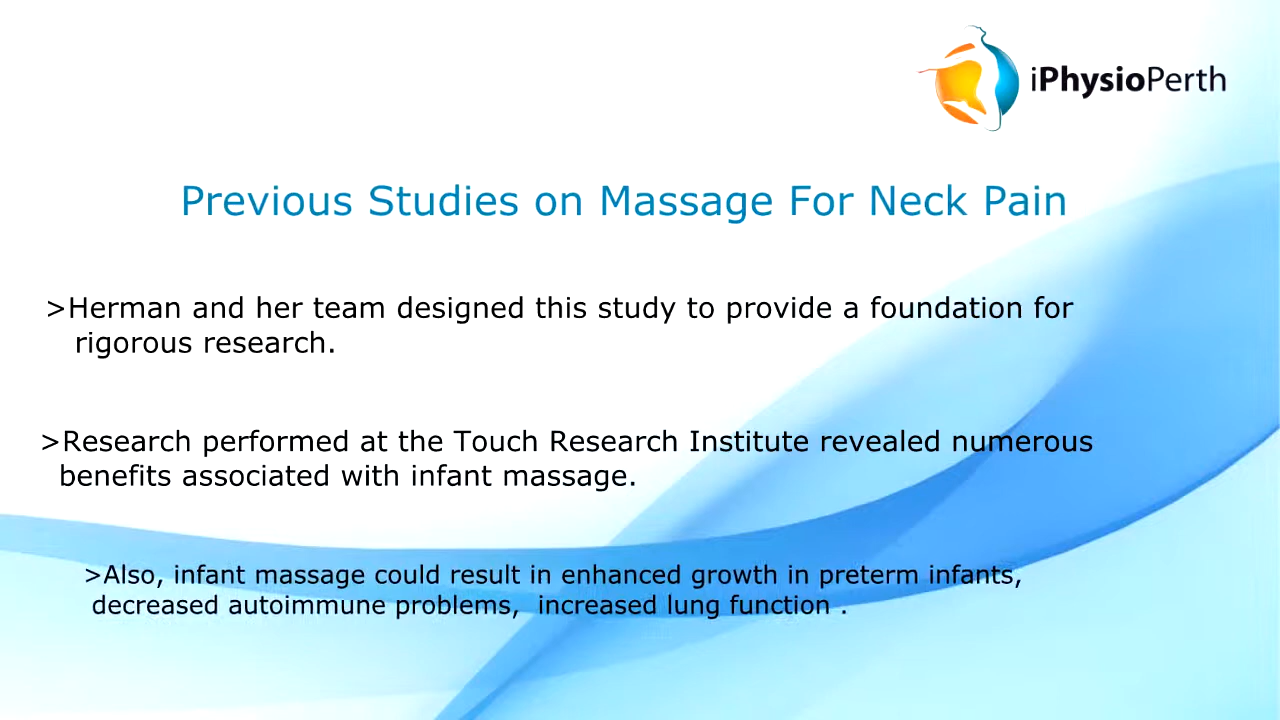 iPhysioPerth
Previous Studies on Massage For Neck Pain
>Herman and her team designed this study to provide a foundation for
rigorous research.
>Research performed at the Touch Research Institute revealed numerous
benefits associated with infant massage.
>Also, infant massage could result in enhanced growth in preterm infants,
decreased autoimmune problems,  increased lung function .